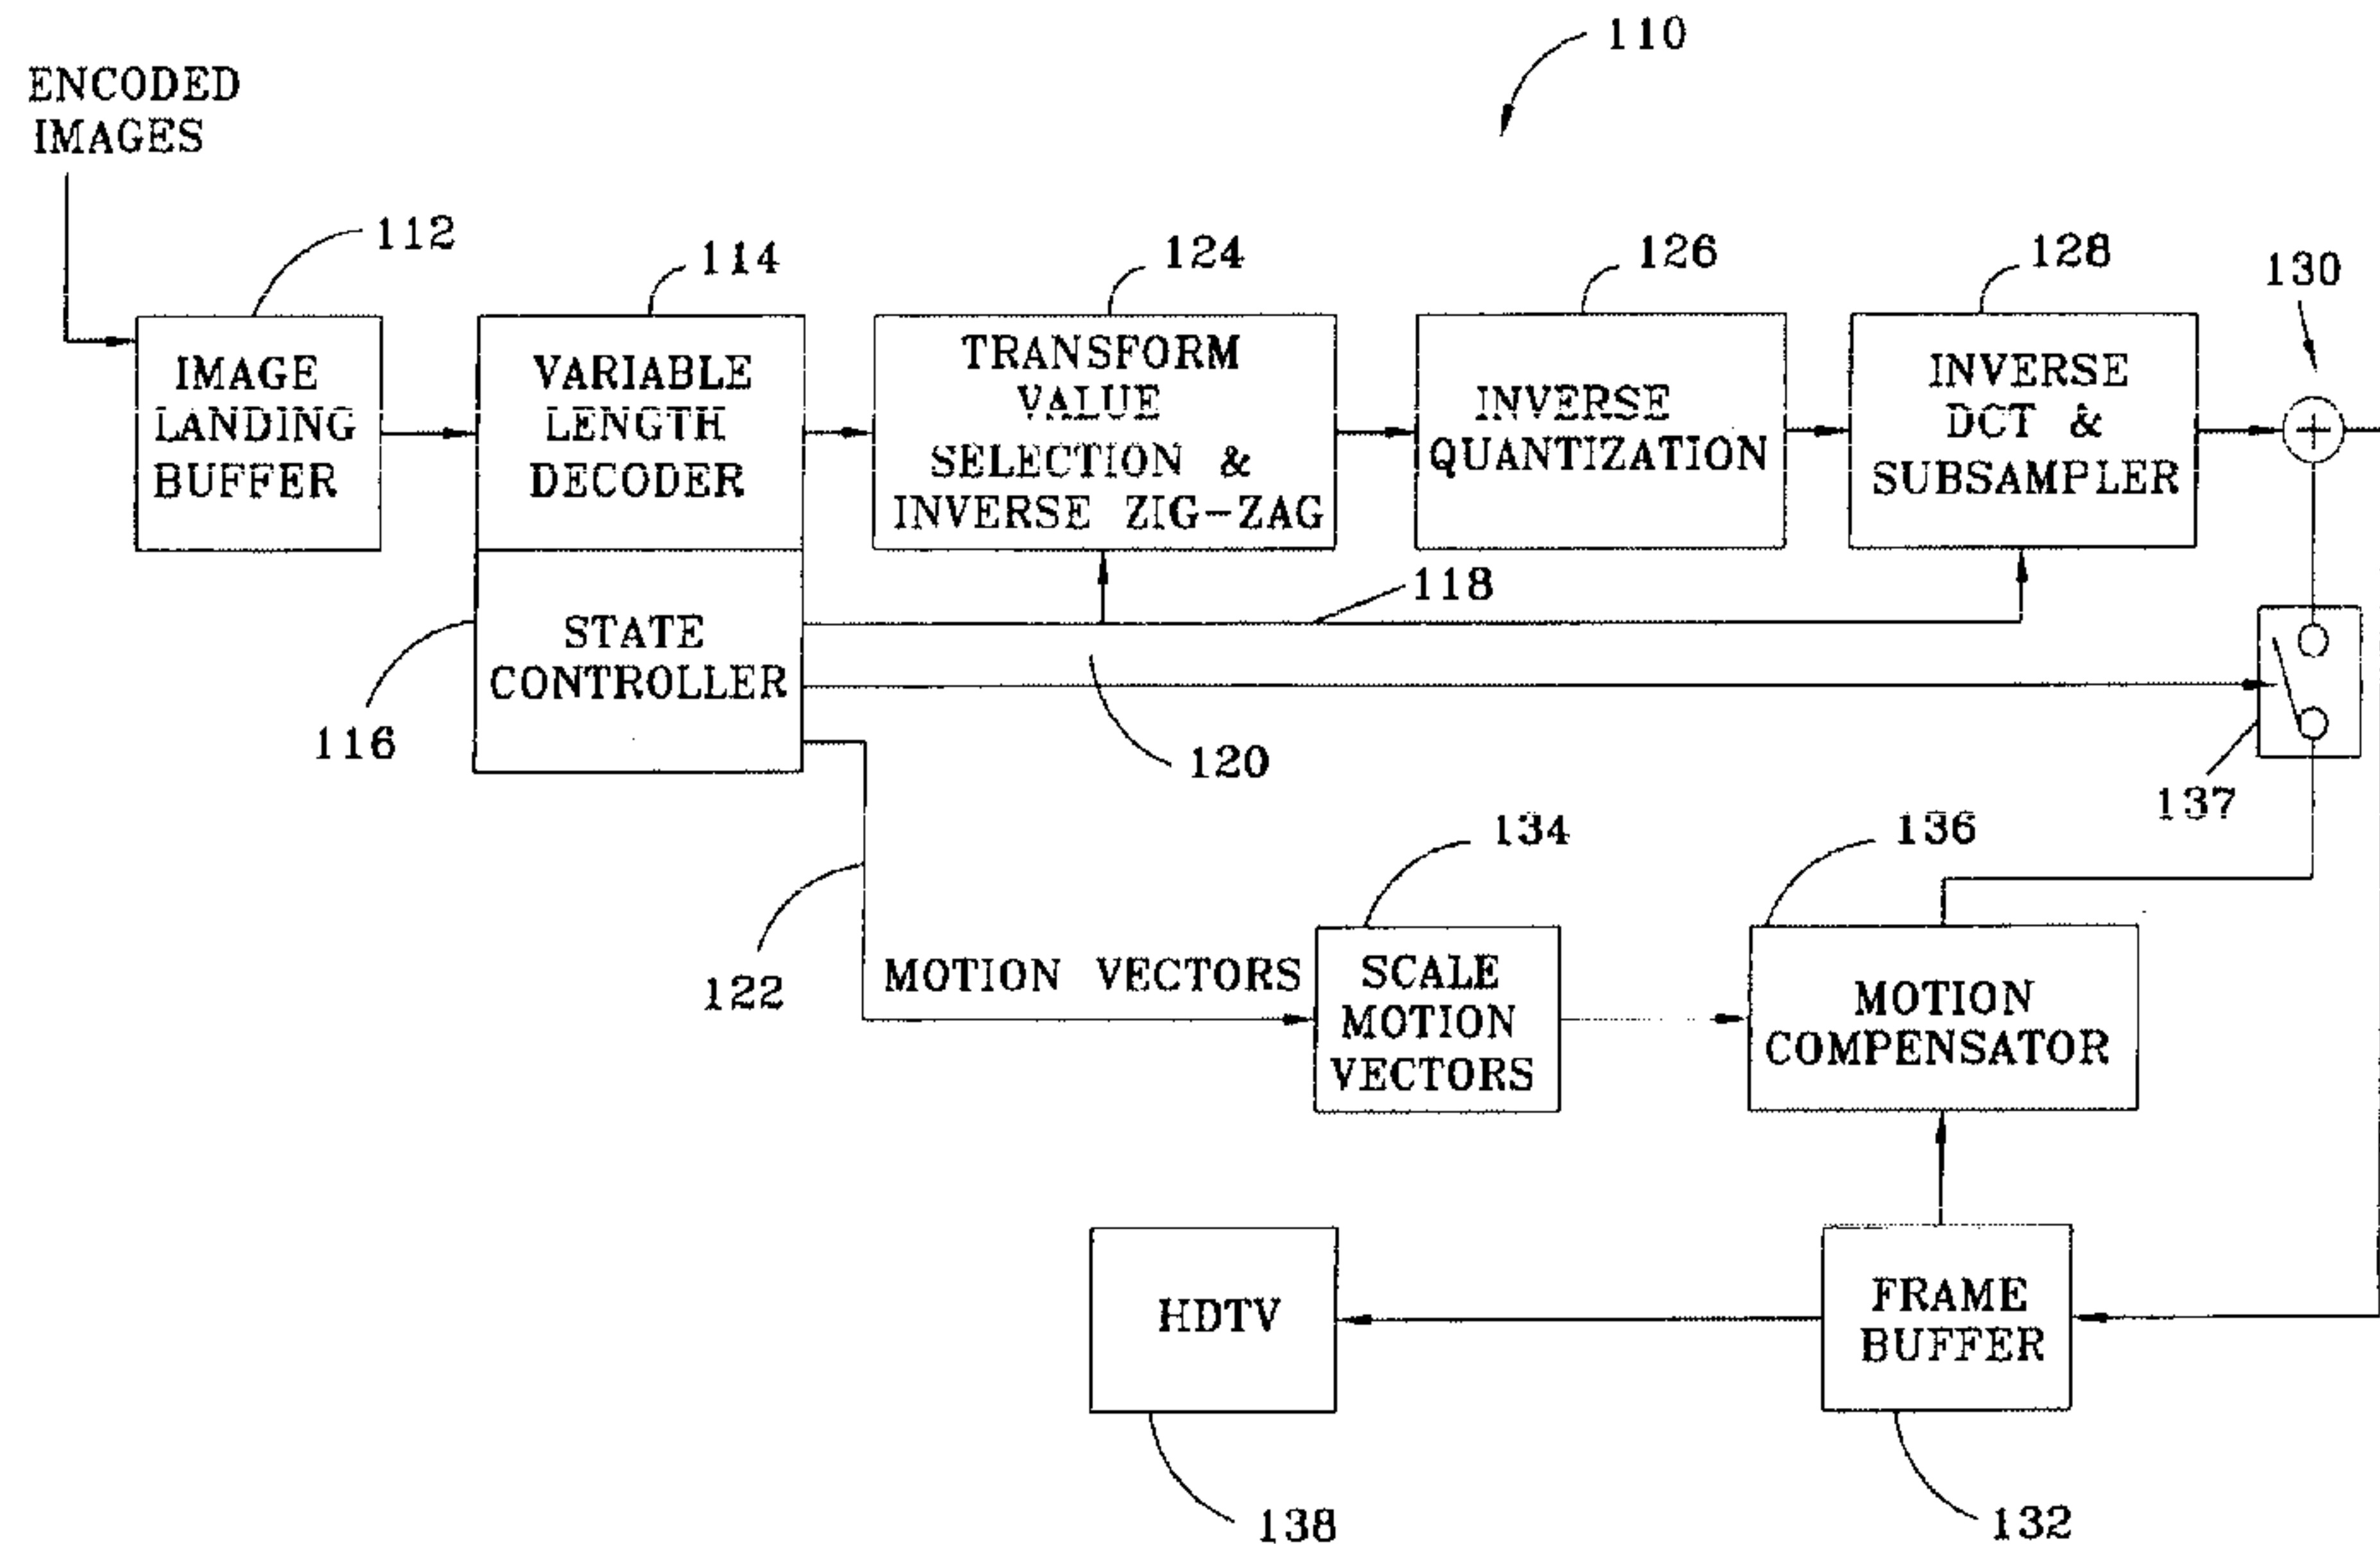 110
ENCODED
IMAGES
112
114
124
126
128
130
IMAGE
LANDING
BUFFER
VARIABLE
LENGTH
DECODER
TRANSFORM
VALUE
SELECTION &
INVERSE ZIG-ZAG
INVERSE
QUANTIZATION
INVERSE
DCT &
SUBSAMPLER
118
STATE
CONTROLLER
116
120
137
134
136
122
MOTION VECTORS
SCALE
MOTION
VECTORS
MOTION
COMPENSATOR
HDTV
FRAME
BUFFER
138
132